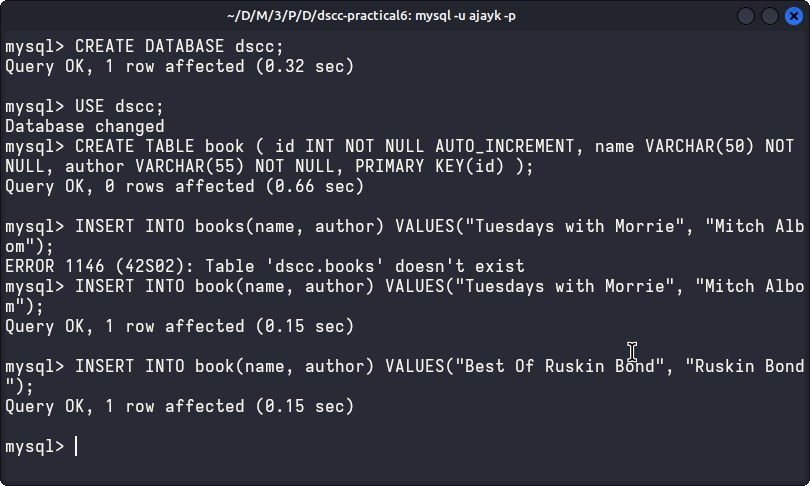 ~/D/M/3/P/D/dscc-practical6: mysql -u ajayk -p
mysql> CREATE DATABASE dscc;
Query OK, 1 row affected (0.32 sec)
mysql> USE dscc;
Database changed
mysql> CREATE TABLE book ( id INT NOT NULL AUTO_INCREMENT, name VARCHAR(50) NOT
NULL, author VARCHAR(55) NOT NULL, PRIMARY KEY(id) );
Query OK, 0 rows affected (0.66 sec)
mysql> INSERT INTO books(name, author) VALUES("Tuesdays with Morrie", "Mitch Alb
om");
ERROR 1146 (42S02): Table 'dscc.books' doesn't exist
mysql> INSERT INTO book(name, author) VALUES("Tuesdays with Morrie", "Mitch Albo
m");
Query OK, 1 row affected (0.15 sec)
mysql> INSERT INTO book(name, author) VALUES("Best Of Ruskin Bond", "Ruskin Bond
");
Query OK, 1 row affected (0.15 sec)
mysql>